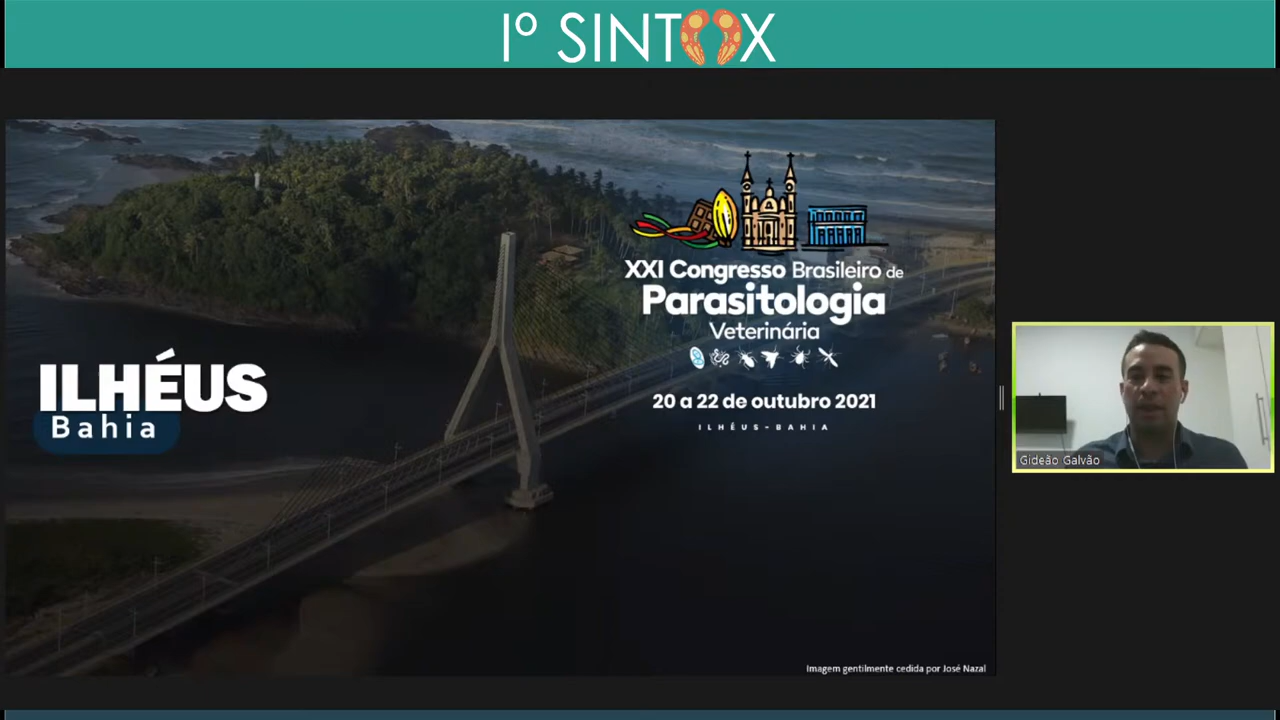 Iº SINTOX
XXI Congresso Brasileiro de
Parasitologia
Veterinária
20 a 22 de outubro 2021
ILHÉUS-BAHIA
ILHÉUS
Bahia
Gideão Galvão
Imagem gentilmente cedida por José Nazal